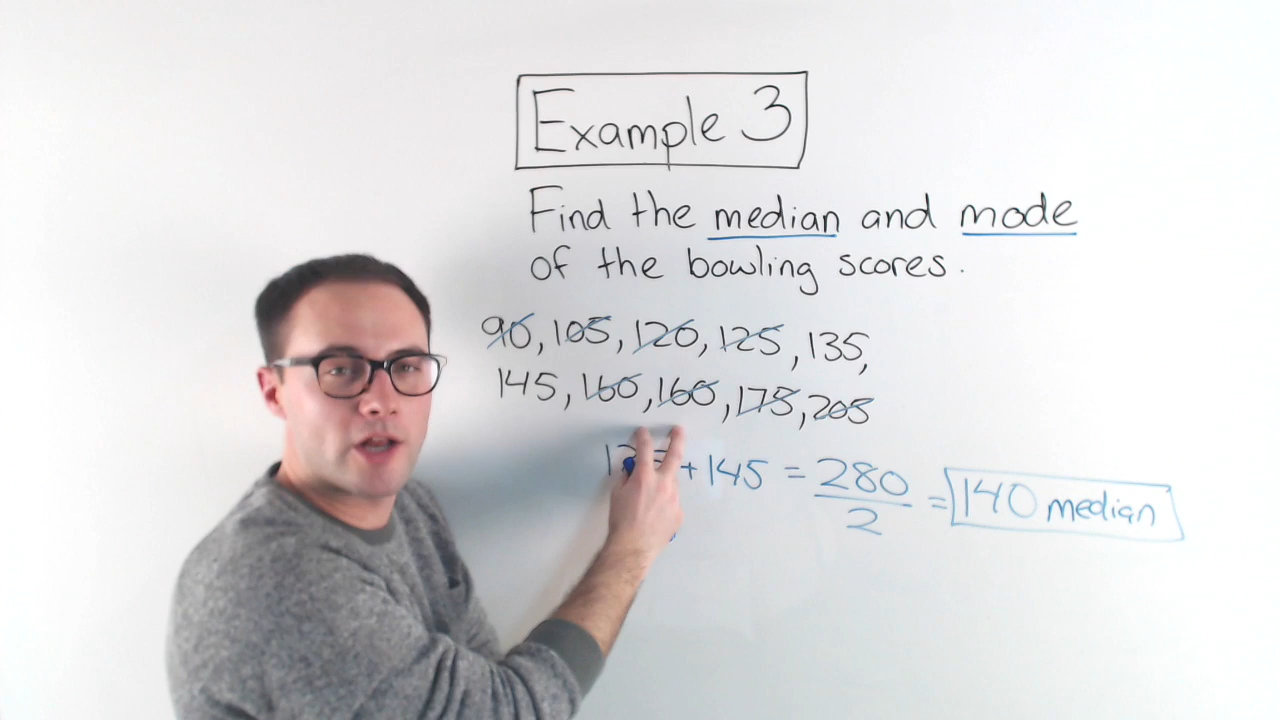 Example 3
Find the median and mode
of the bowling scores.
90, 105, 120, 125, 135,
145, 160, 160, 175, 205
+ 145 = 280/2 = 140 median